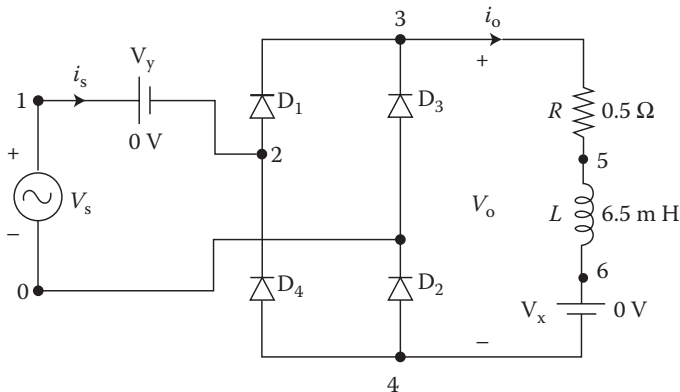 3
i_o
V_y
+
1
i_s
D_1
D_3
R
0.5 Ω
0 V
2
5
+
V_s
V_o
L
6.5 m H
−
6
0
D_4
D_2
V_x
0 V
−
4